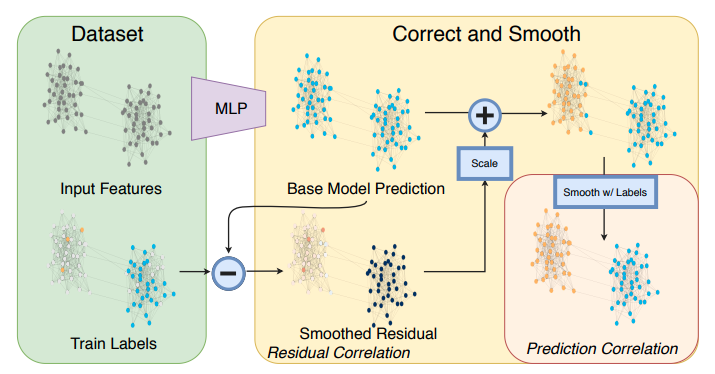 Dataset
Correct and Smooth
MLP
+
Scale
Input Features
Base Model Prediction
Smooth w/ Labels
−
Train Labels
Smoothed Residual
Residual Correlation
Prediction Correlation